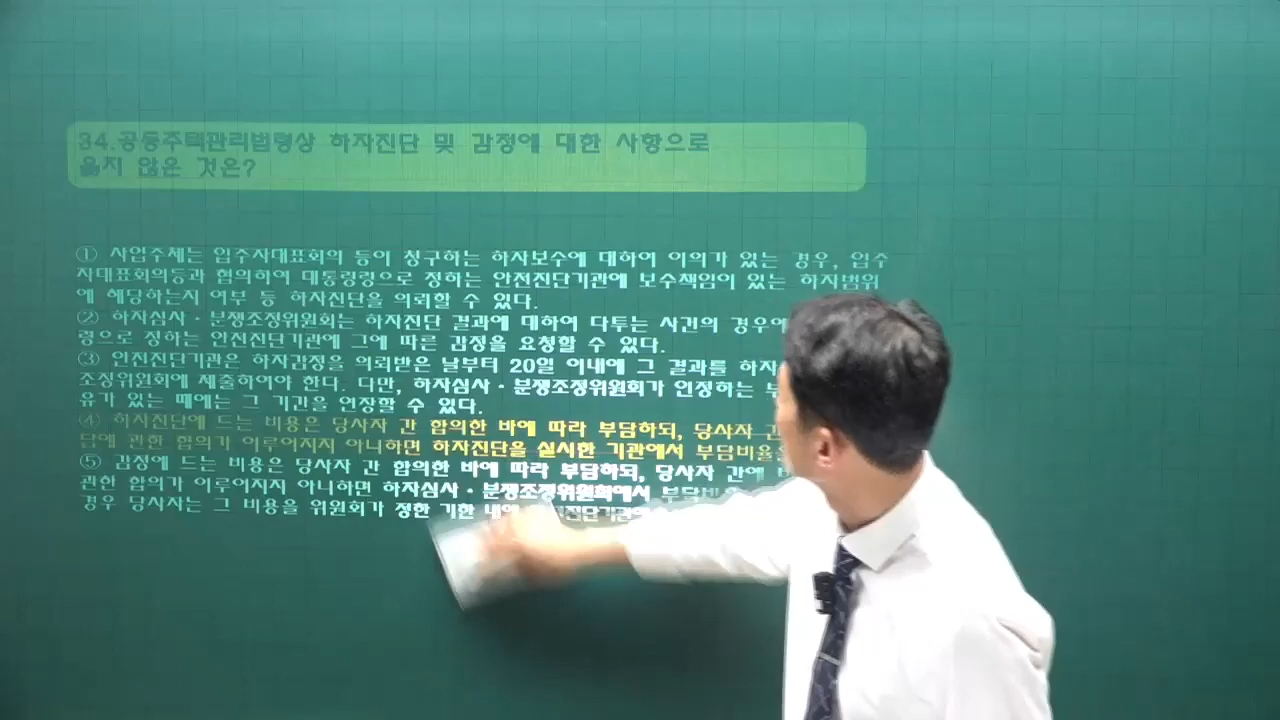 34.공동주택관리법령상 하자진단 및 감정에 대한 사항으로
옳지 않은 것은?
① 사업주체는 입주자대표회의 등이 청구하는 하자보수에 대하여 이의가 있는 경우, 입주
자대표회의등과 협의하여 대통령령으로 정하는 안전진단기관에 보수책임이 있는 하자범위
에 해당하는지 여부 등 하자진단을 의뢰할 수 있다.
② 하자심사·분쟁조정위원회는 하자진단 결과에 대하여 다투는 사건의 경우에
령으로 정하는 안전진단기관에 그에 따른 감정을 요청할 수 있다.
③ 안전진단기관은 하자감정을 의뢰받은 날부터 20일 이내에 그 결과를 하자
조정위원회에 제출하여야 한다. 다만, 하자심사·분쟁조정위원회가 인정하는 부
유가 있는 때에는 그 기간을 연장할 수 있다.
④ 하자진단에 드는 비용은 당사자 간 합의한 바에 따라 부담하되, 당사자 간
담에 관한 합의가 이루어지지 아니하면 하자진단을 실시한 기관에서 부담비율을
⑤ 감정에 드는 비용은 당사자 간 합의한 바에 따라 부담하되, 당사자 간에
관한 합의가 이루어지지 아니하면 하자심사·분쟁조정위원회에서
경우 당사자는 그 비용을 위원회가 정한 기한 내에